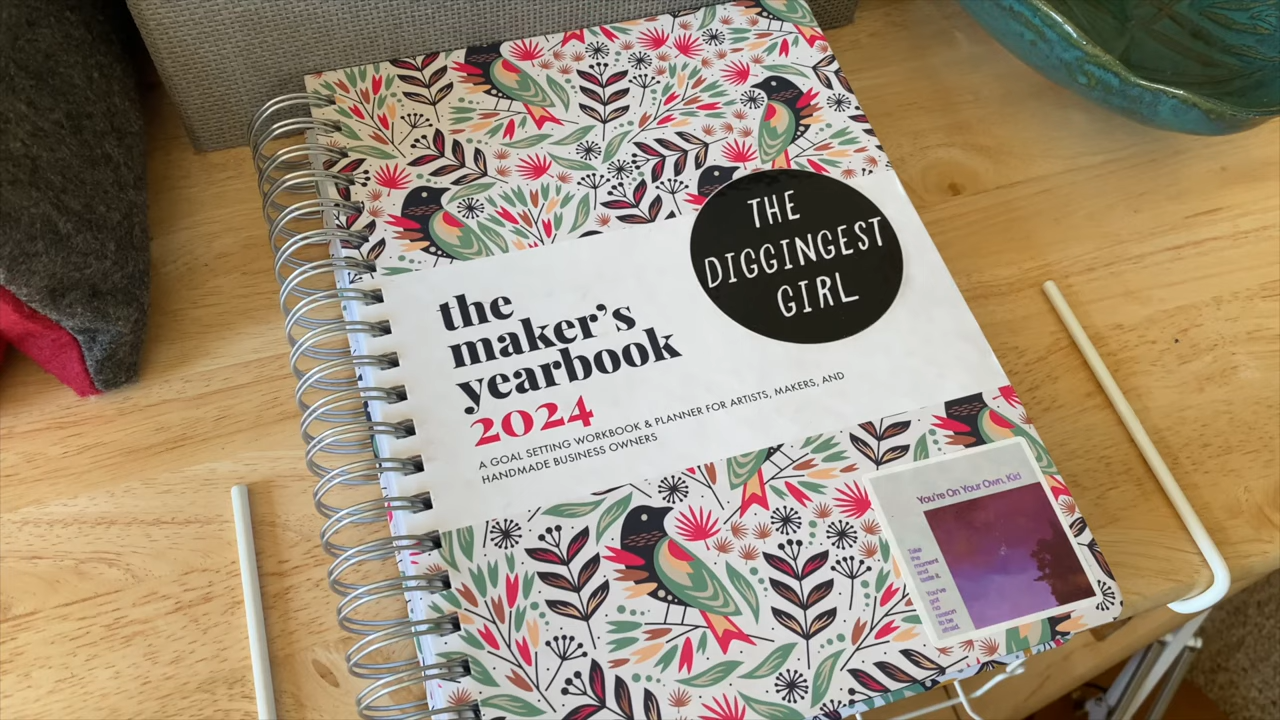 THE
DIGGINGEST
GIRL
the
maker's
yearbook
2024
A GOAL SETTING WORKBOOK & PLANNER FOR ARTISTS, MAKERS, AND
HANDMADE BUSINESS OWNERS
You're On Your Own, Kid
Take
the
moment
and
taste it.
You've
got
no
reason
to be
afraid.